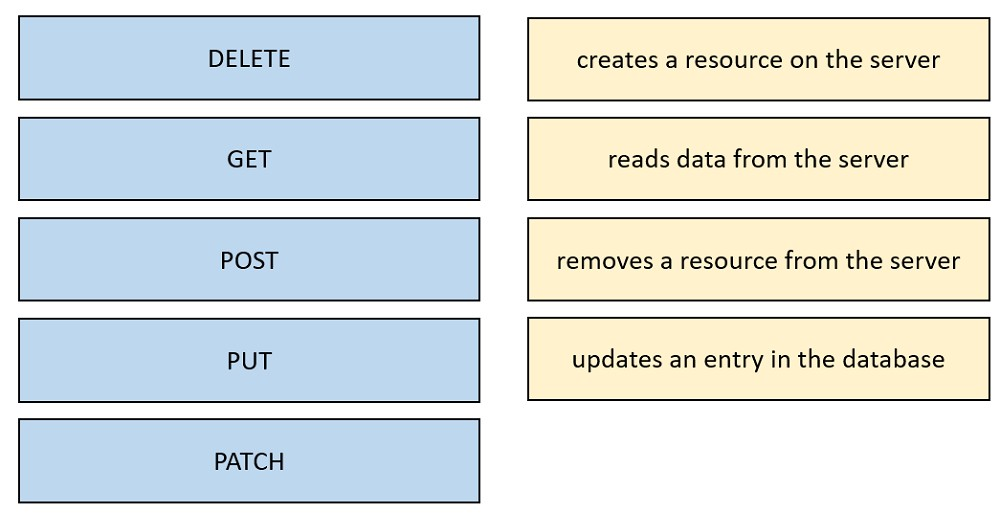 DELETE
creates a resource on the server
GET
reads data from the server
POST
removes a resource from the server
PUT
updates an entry in the database
PATCH